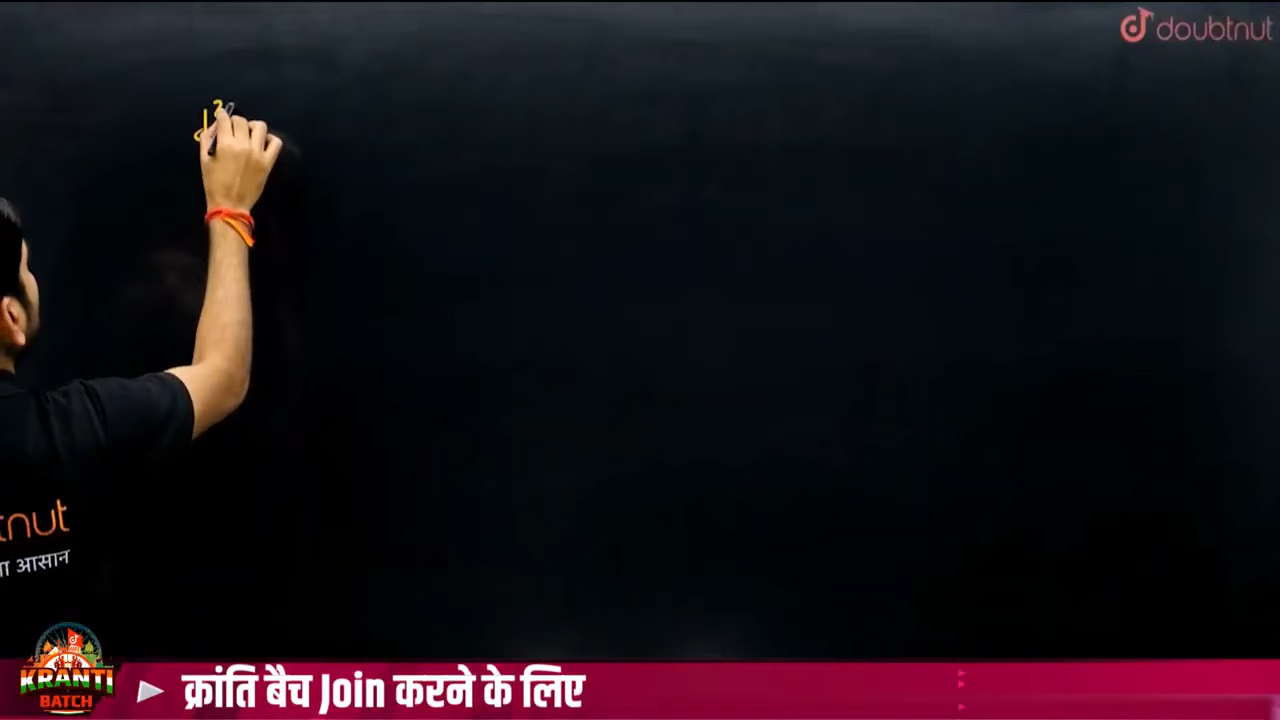 doubtnut
tnut
ा आसान
KRANTI
BATCH
क्रांति बैच Join करने के लिए